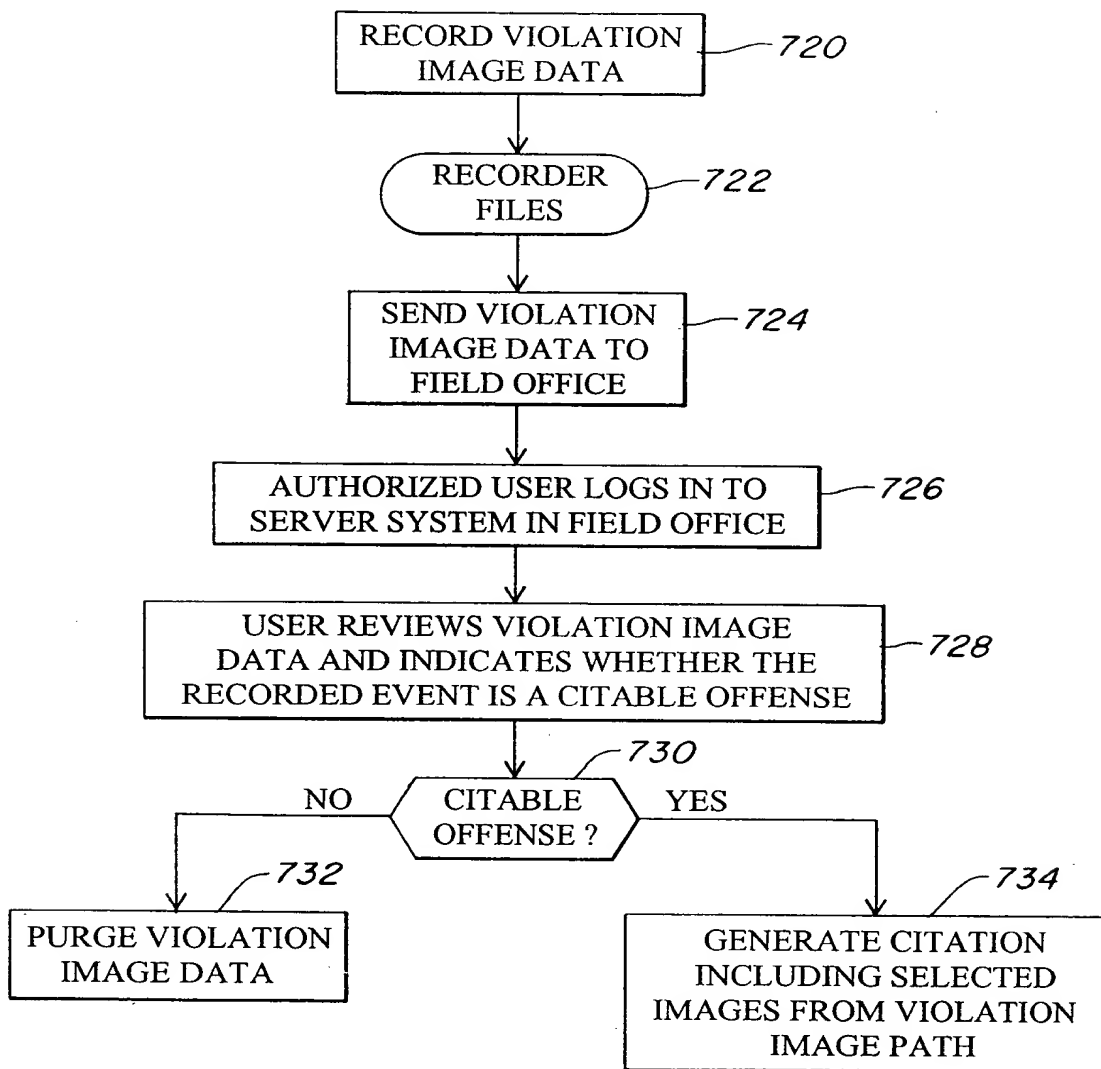 RECORD VIOLATION
IMAGE DATA
720
RECORDER
FILES
722
SEND VIOLATION
IMAGE DATA TO
FIELD OFFICE
724
AUTHORIZED USER LOGS IN TO
SERVER SYSTEM IN FIELD OFFICE
726
USER REVIEWS VIOLATION IMAGE
DATA AND INDICATES WHETHER THE
RECORDED EVENT IS A CITABLE OFFENSE
728
730
NO
CITABLE
OFFENSE ?
YES
732
PURGE VIOLATION
IMAGE DATA
734
GENERATE CITATION
INCLUDING SELECTED
IMAGES FROM VIOLATION
IMAGE PATH